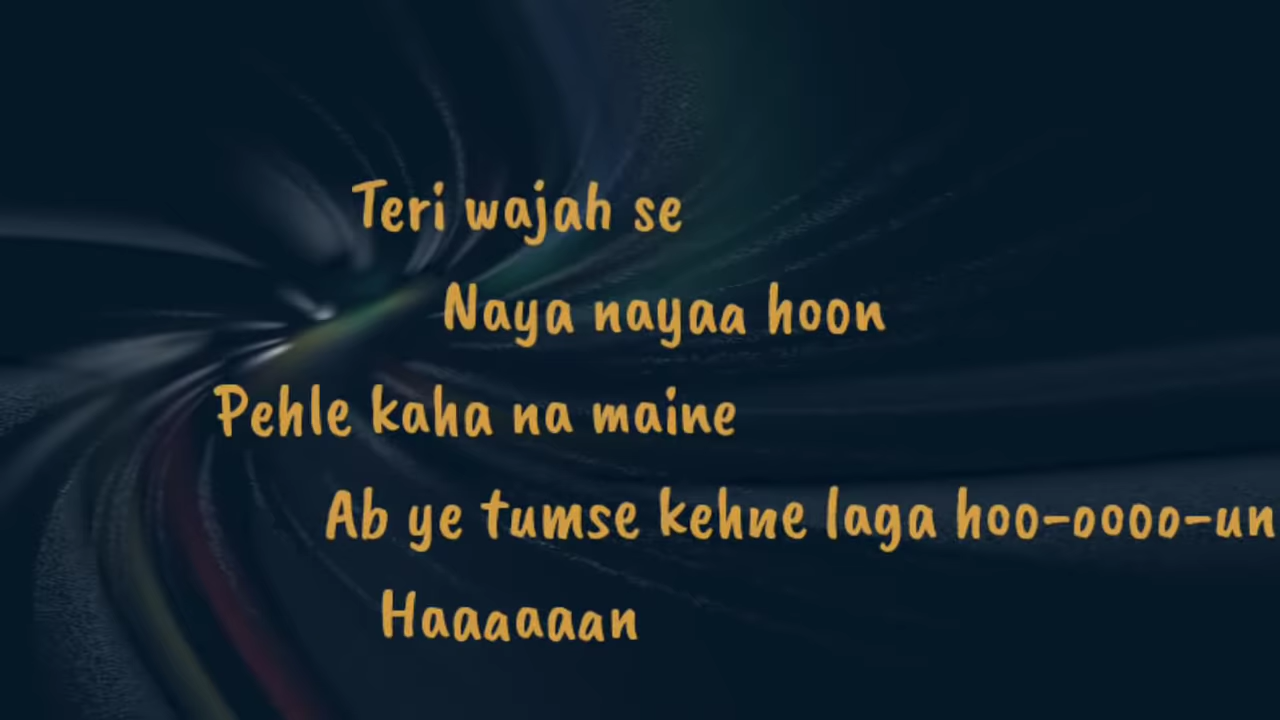 Teri wajah se
Naya nayaa hoon
Pehle kaha na maine
Ab ye tumse kehne laga hoo-oooo-un
Haaaaaan